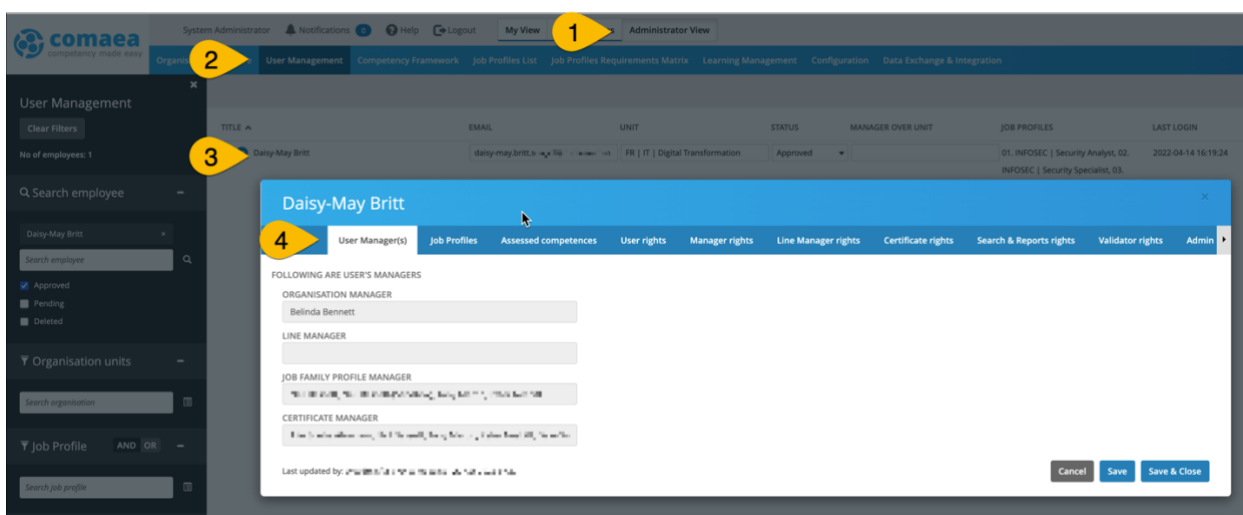 comaea
competency made easy
System Administrator Notifications 0 Help Logout My View 1 Administrator View
2 User Management Competency Framework Job Profiles List Job Profiles Requirements Matrix Learning Management Configuration Data Exchange & Integration
User Management
Clear Filters
No of employees: 1
TITLE EMAIL UNIT STATUS MANAGER OVER UNIT JOB PROFILES LAST LOGIN
3 Daisy-May Britt daisy-may.britt. FR | IT | Digital Transformation Approved 01. INFOSEC | Security Analyst, 02. 2022-04-14 16:19:24
INFOSEC | Security Specialist, 03.
Search employee
Daisy-May Britt
Search employee
Approved
Pending
Deleted
Organisation units
Search organisation
Job Profile AND OR
Search job profile
Daisy-May Britt
4 User Manager(s) Job Profiles Assessed competences User rights Manager rights Line Manager rights Certificate rights Search & Reports rights Validator rights Admin
FOLLOWING ARE USER'S MANAGERS
ORGANISATION MANAGER
Belinda Bennett
LINE MANAGER
JOB FAMILY PROFILE MANAGER
CERTIFICATE MANAGER
Last updated by:
Cancel Save Save & Close